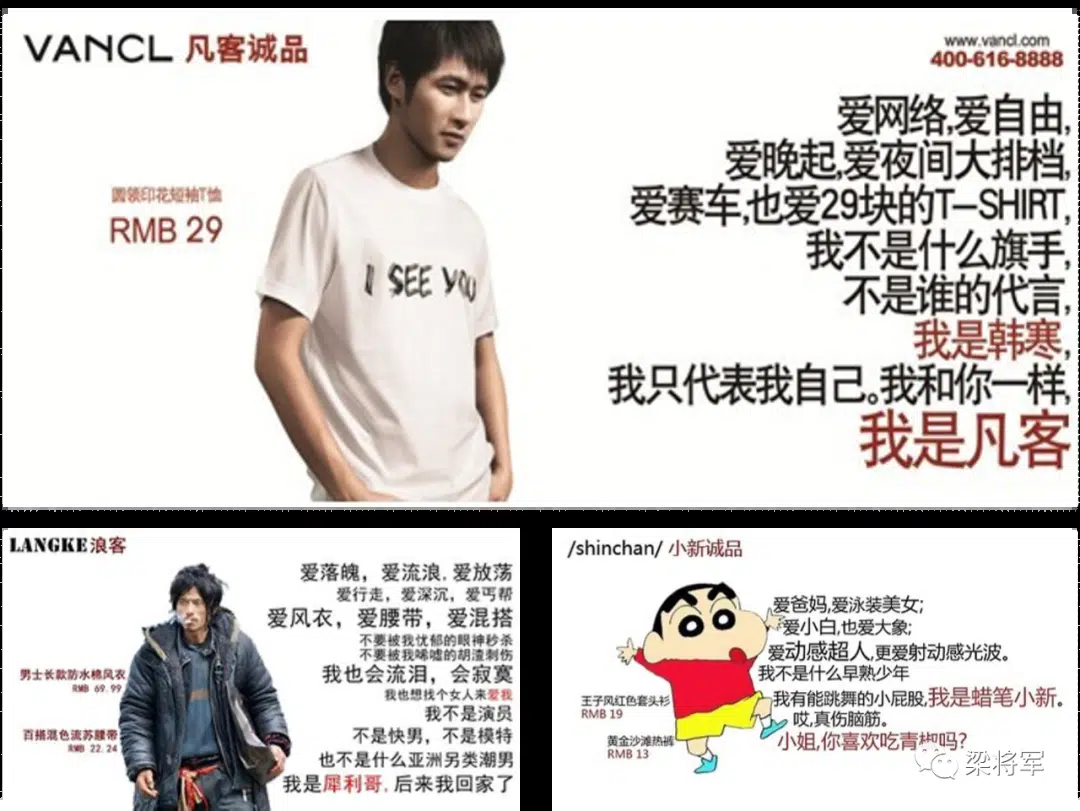 VANCL 凡客诚品
www.vancl.com
400-616-8888
圆领印花短袖T恤
RMB 29
I SEE YOU
爱网络,爱自由,
爱晚起,爱夜间大排档,
爱赛车,也爱29块的T-SHIRT,
我不是什么旗手,
不是谁的代言,
我是韩寒,
我只代表我自己。我和你一样,
我是凡客
LANGKE浪客
爱落魄，爱流浪，爱放荡
爱行走，爱深沉，爱丐帮
爱风衣，爱腰带，爱混搭
不要被我忧郁的眼神秒杀
不要被我唏嘘的胡渣刺伤
我也会流泪，会寂寞
我也想找个女人来爱我
我不是演员
不是快男，不是模特
也不是什么亚洲另类潮男
我是犀利哥，后来我回家了
男士长款防水棉风衣
RMB 69.99
百搭混色流苏腰带
RMB 22.24
/shinchan/ 小新诚品
爱爸妈,爱泳装美女;
爱小白,也爱大象;
爱动感超人,更爱射动感光波。
我不是什么早熟少年
我有能跳舞的小屁股,我是蜡笔小新。
哎,真伤脑筋。
小姐,你喜欢吃青椒吗?
王子风红色套头衫
RMB 19
黄金沙滩热裤
RMB 13
梁将军